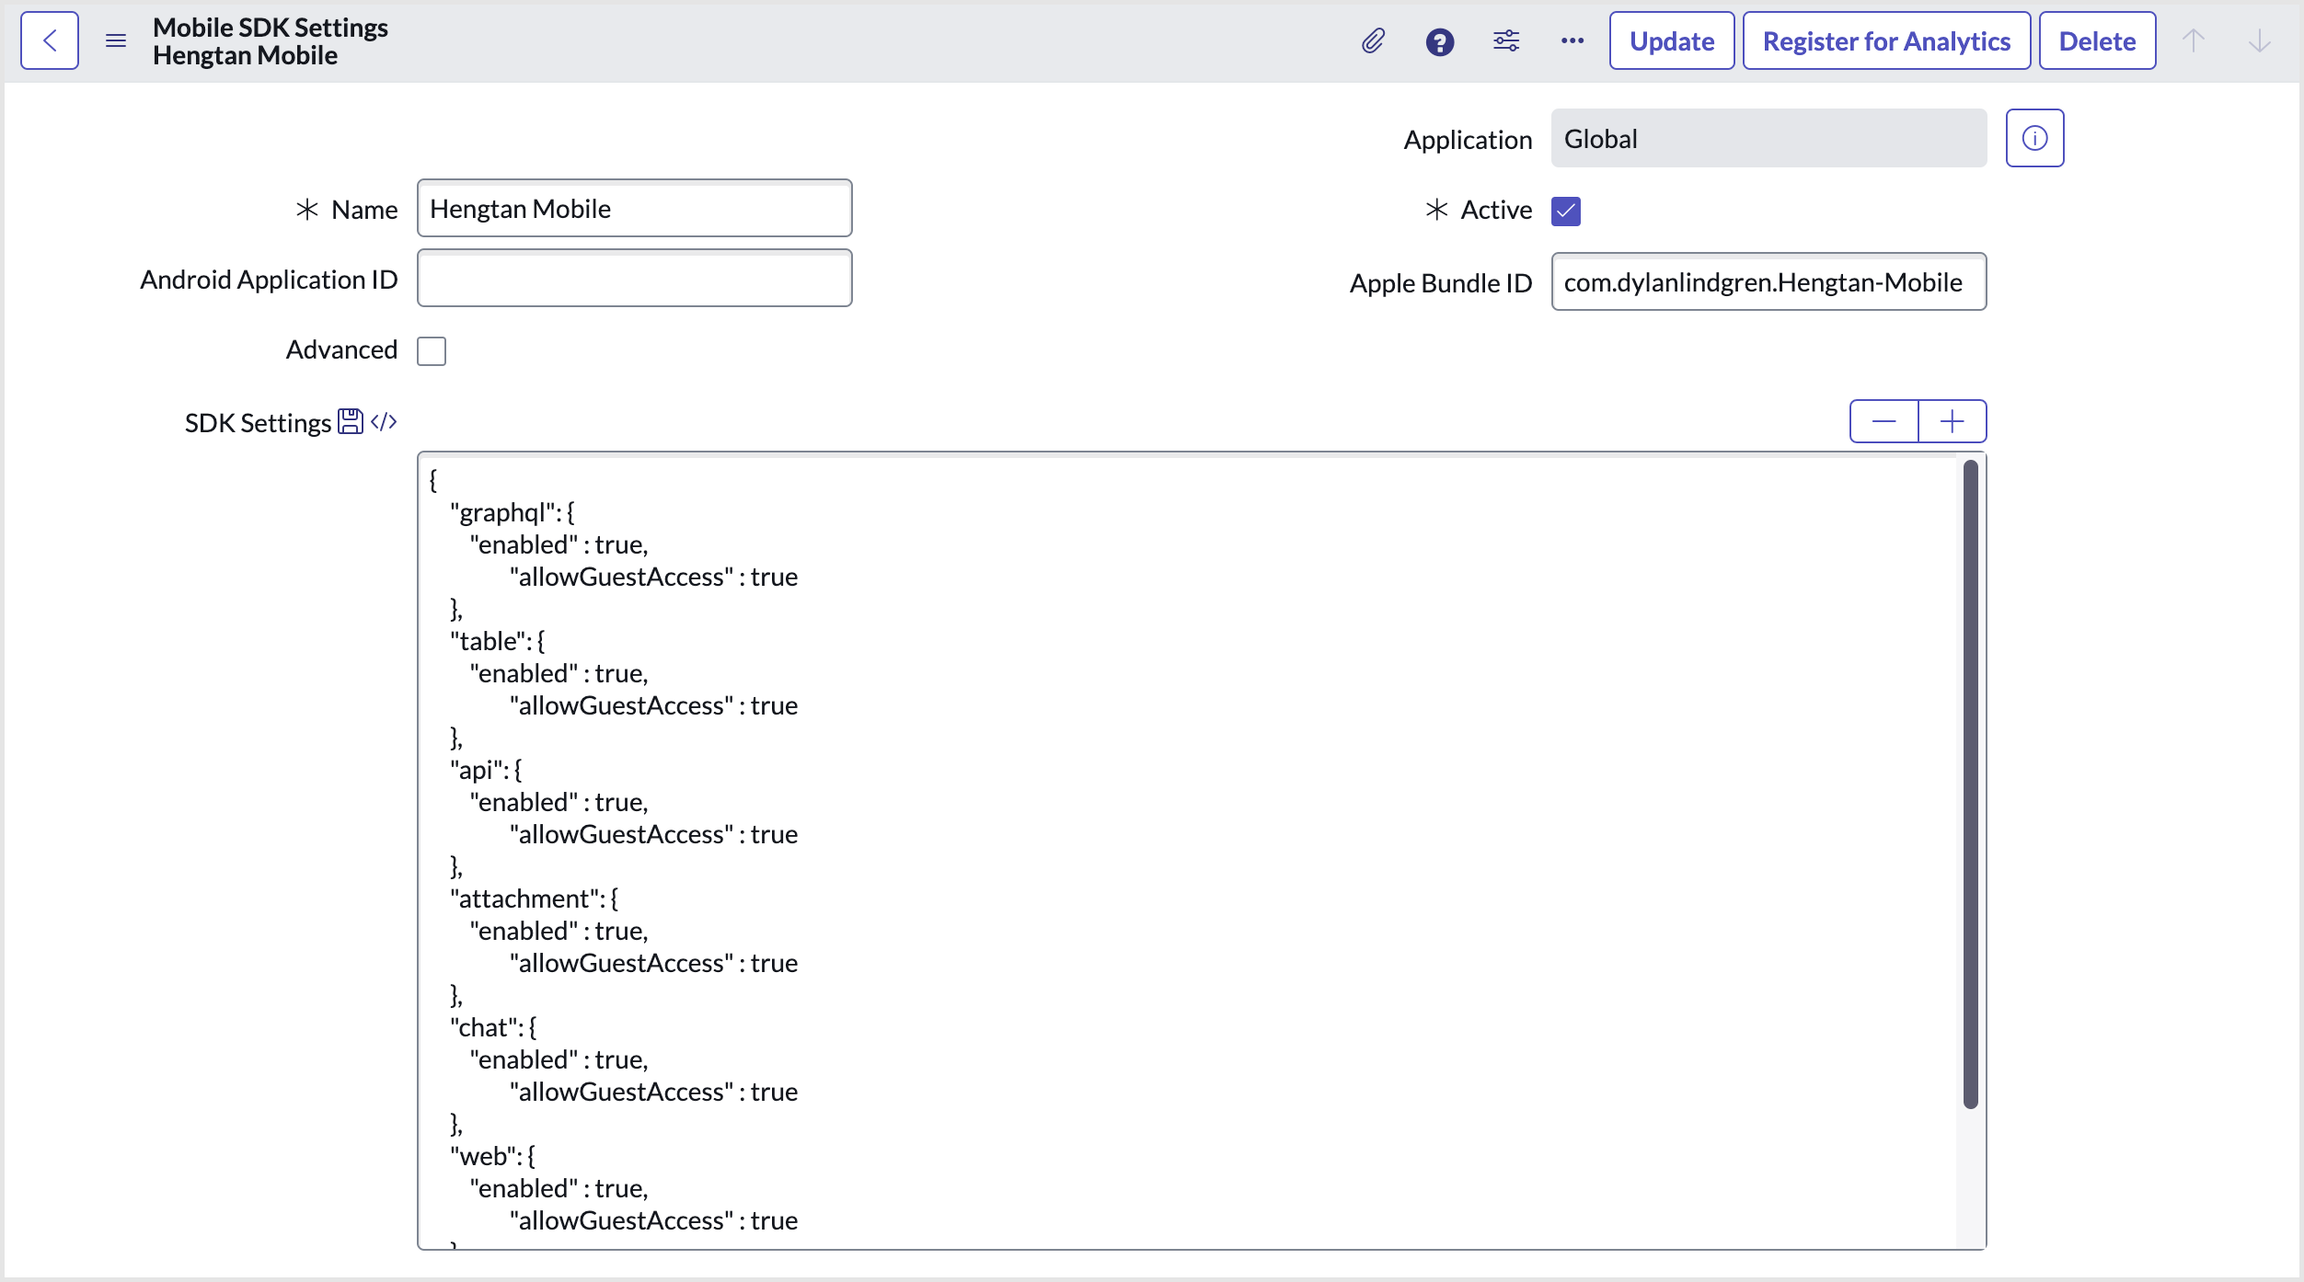 Mobile SDK Settings
Hengtan Mobile
Update
Register for Analytics
Delete
Application
Global
Name
Hengtan Mobile
Active
Android Application ID
Apple Bundle ID
com.dylanlindgren.Hengtan-Mobile
Advanced
SDK Settings
{
"graphql": {
"enabled" : true,
"allowGuestAccess" : true
},
"table": {
"enabled" : true,
"allowGuestAccess" : true
},
"api": {
"enabled" : true,
"allowGuestAccess" : true
},
"attachment": {
"enabled" : true,
"allowGuestAccess" : true
},
"chat": {
"enabled" : true,
"allowGuestAccess" : true
},
"web": {
"enabled" : true,
"allowGuestAccess" : true